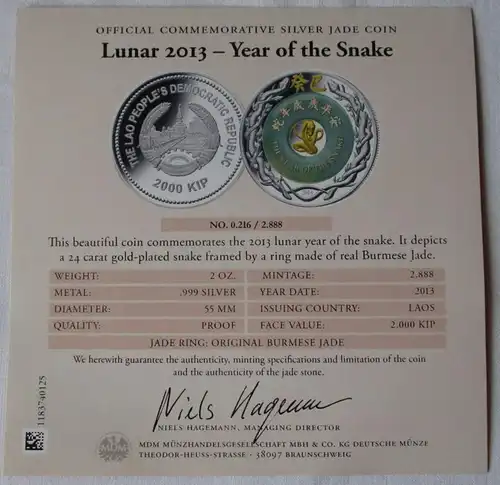 OFFICIAL COMMEMORATIVE SILVER JADE COIN
Lunar 2013 – Year of the Snake
THE LAO PEOPLE'S DEMOCRATIC REPUBLIC
2000 KIP
癸巳
NO. 0.216 / 2.888
This beautiful coin commemorates the 2013 lunar year of the snake. It depicts
a 24 carat gold-plated snake framed by a ring made of real Burmese Jade.
WEIGHT: 2 OZ. MINTAGE: 2.888
METAL: .999 SILVER YEAR DATE: 2013
DIAMETER: 55 MM ISSUING COUNTRY: LAOS
QUALITY: PROOF FACE VALUE: 2.000 KIP
JADE RING: ORIGINAL BURMESE JADE
We herewith guarantee the authenticity, minting specifications and limitation of the coin
and the authenticity of the jade stone.
Niels Hagemann
NIELS HAGEMANN, MANAGING DIRECTOR
MDM MÜNZHANDELSGESELLSCHAFT MBH & CO. KG DEUTSCHE MÜNZE
THEODOR-HEUSS-STRASSE · 38097 BRAUNSCHWEIG
1183740125